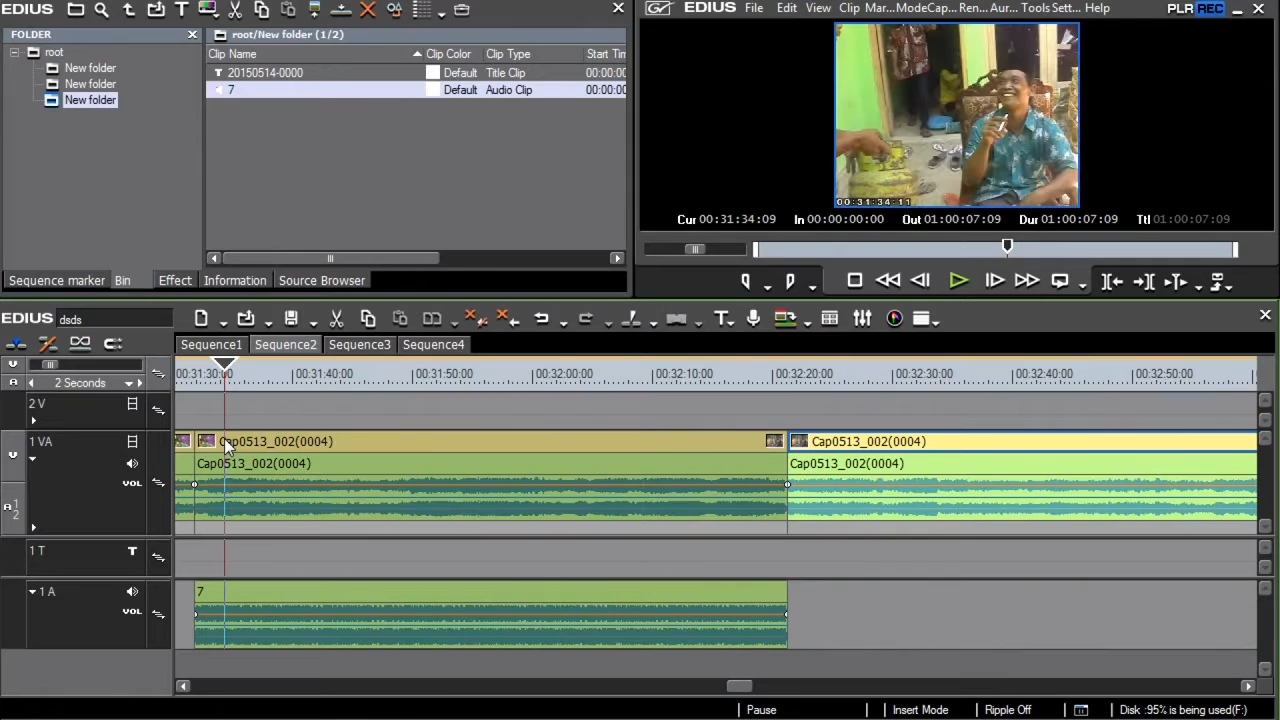 EDIUS
FOLDER
root
New folder
New folder
New folder
root/New folder (1/2)
Clip Name Clip Color Clip Type Start Tim
20150514-0000 Default Title Clip 00:00:00
7 Default Audio Clip 00:00:00
Sequence marker Bin Effect Information Source Browser
EDIUS File Edit View Clip Mar... Mode Cap... Ren... Aur... Tools Sett... Help PLR REC
00:31:34:11
Cur 00:31:34:09 In 00:00:00:00 Out 01:00:07:09 Dur 01:00:07:09 Ttl 01:00:07:09
EDIUS dsds
Sequence1 Sequence2 Sequence3 Sequence4
2 Seconds
00:31:30:00 00:31:40:00 00:31:50:00 00:32:00:00 00:32:10:00 00:32:20:00 00:32:30:00 00:32:40:00 00:32:50:00
2 V
1 VA Cap0513_002(0004) Cap0513_002(0004)
Cap0513_002(0004) Cap0513_002(0004)
VOL
1
2
1 T T
1 A 7
VOL
Pause Insert Mode Ripple Off Disk :95% is being used(F:)